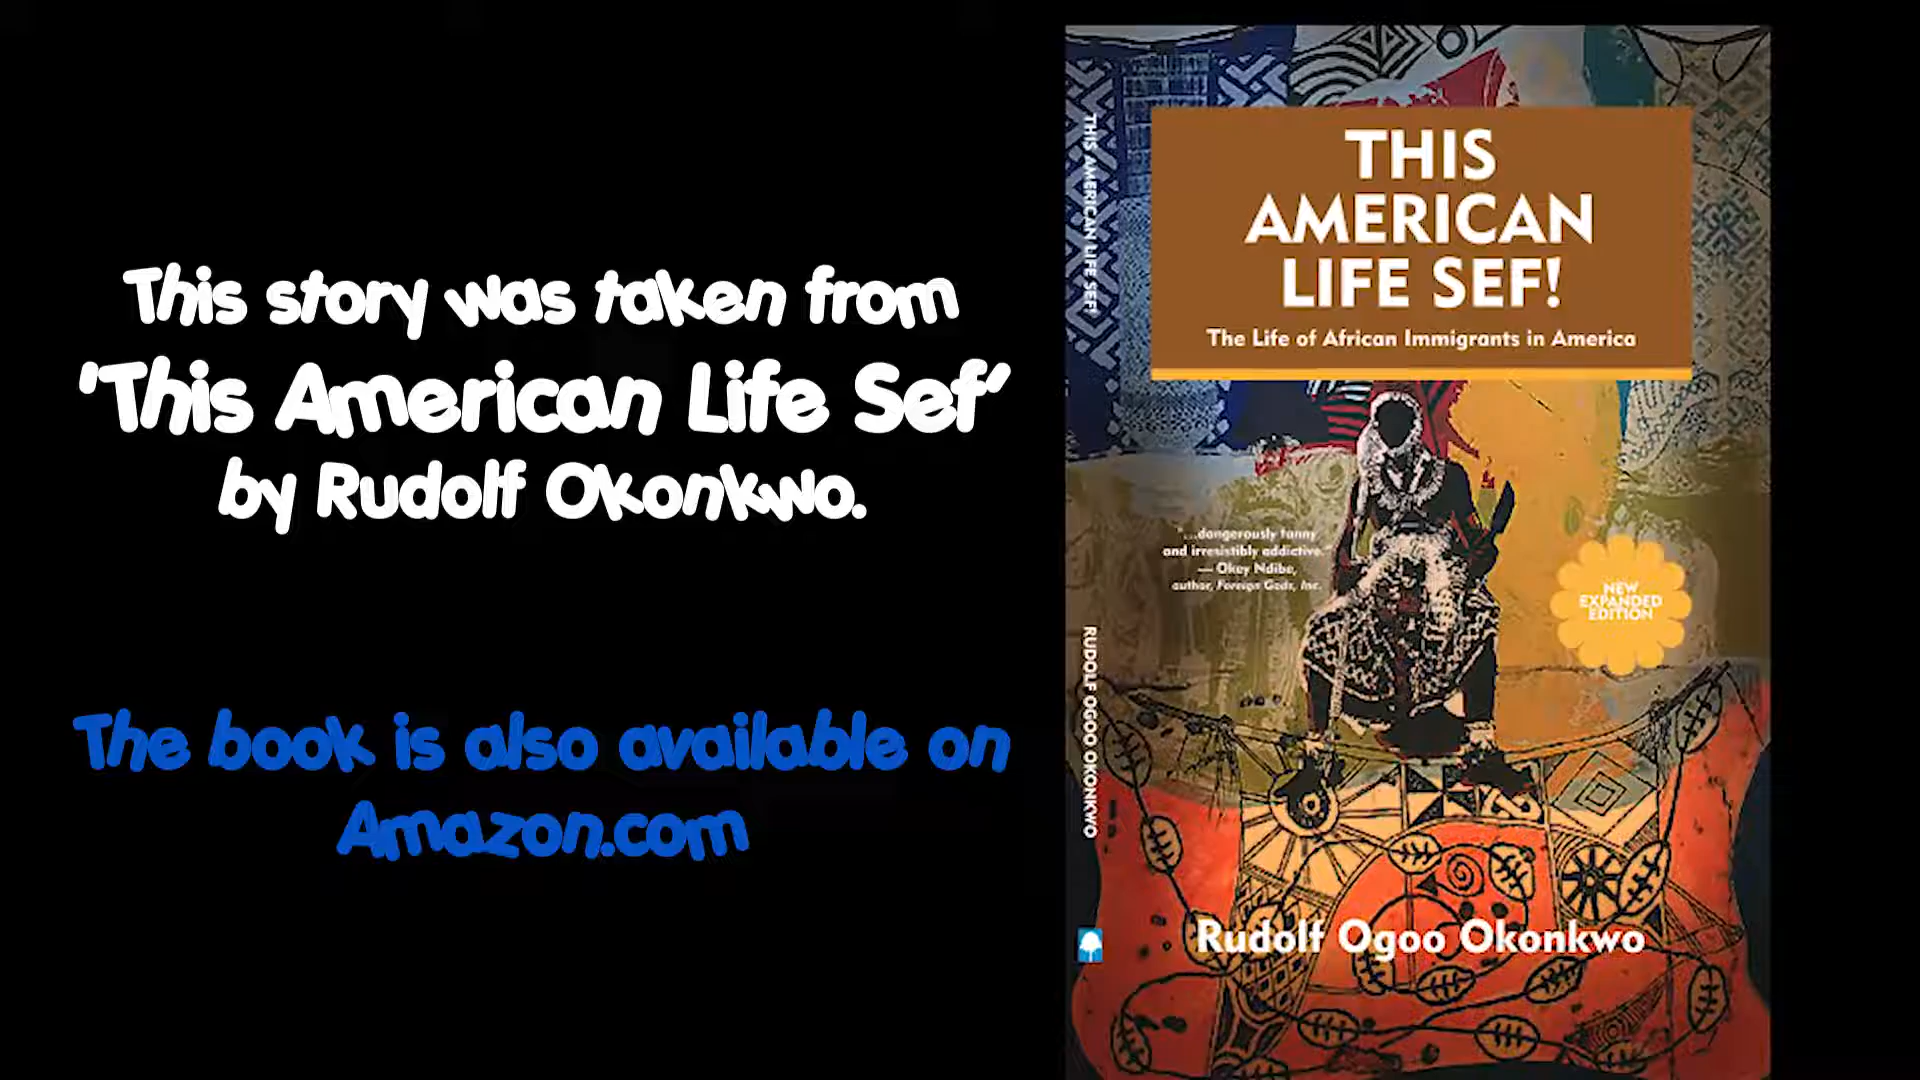 This story was taken from
'This American Life Sef'
by Rudolf Okonkwo.
The book is also available on
Amazon.com
THIS AMERICAN LIFE SEF!
RUDOLF OGOO OKONKWO
THIS
AMERICAN
LIFE SEF!
The Life of African Immigrants in America
"...dangerously funny
and irresistibly addictive."
— Okey Ndibe,
author, Foreign Gods, Inc.
NEW
EXPANDED
EDITION
Rudolf Ogoo Okonkwo